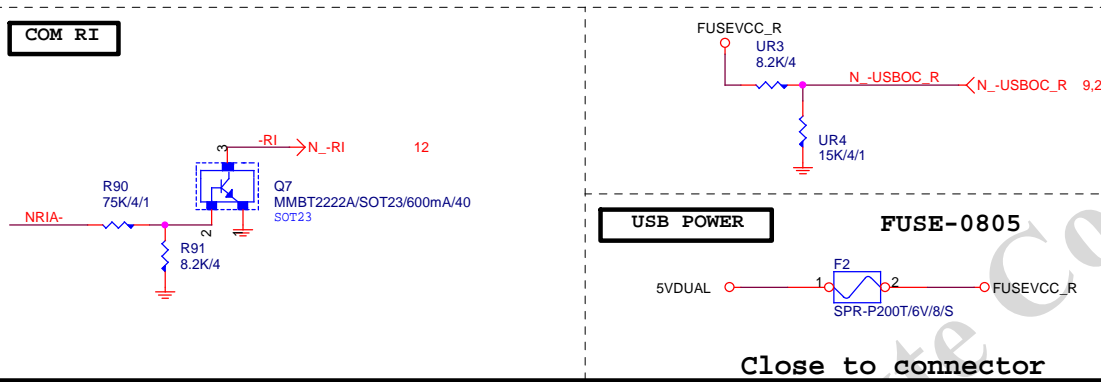 COM RI
FUSEVCC_R
UR3
8.2K/4
N_-USBOC_R
N_-USBOC_R 9,2
UR4
15K/4/1
3
-RI
N_-RI
12
R90
75K/4/1
Q7
MMBT2222A/SOT23/600mA/40
SOT23
NRIA-
2
1
R91
8.2K/4
USB POWER
FUSE-0805
F2
5VDUAL
1
2
FUSEVCC_R
SPR-P200T/6V/8/S
Close to connector